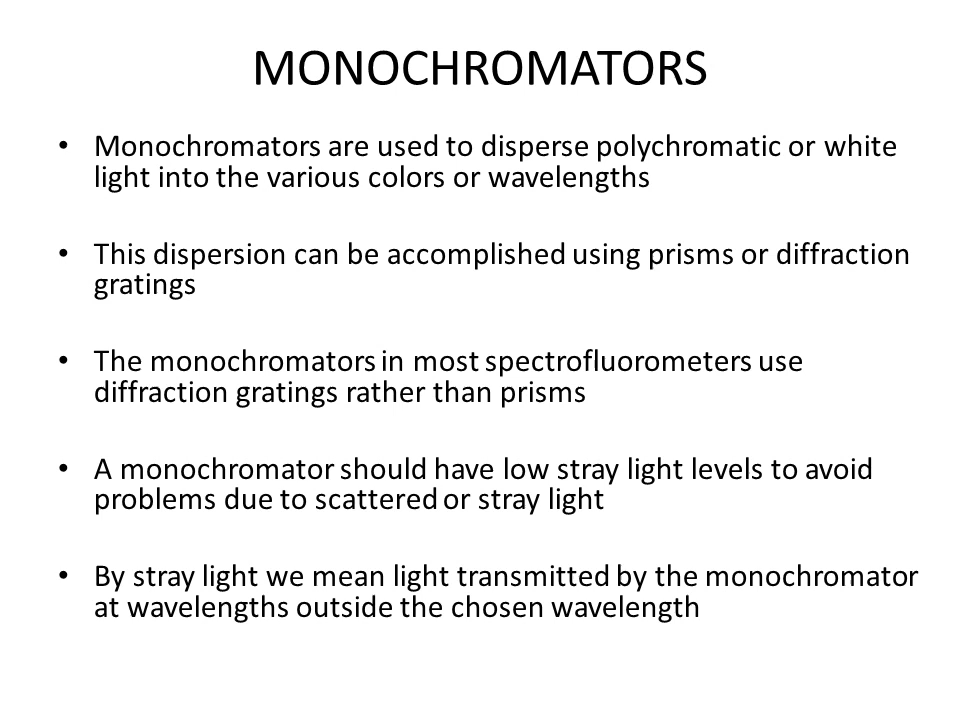 MONOCHROMATORS
• Monochromators are used to disperse polychromatic or white
light into the various colors or wavelengths
• This dispersion can be accomplished using prisms or diffraction
gratings
• The monochromators in most spectrofluorometers use
diffraction gratings rather than prisms
• A monochromator should have low stray light levels to avoid
problems due to scattered or stray light
• By stray light we mean light transmitted by the monochromator
at wavelengths outside the chosen wavelength